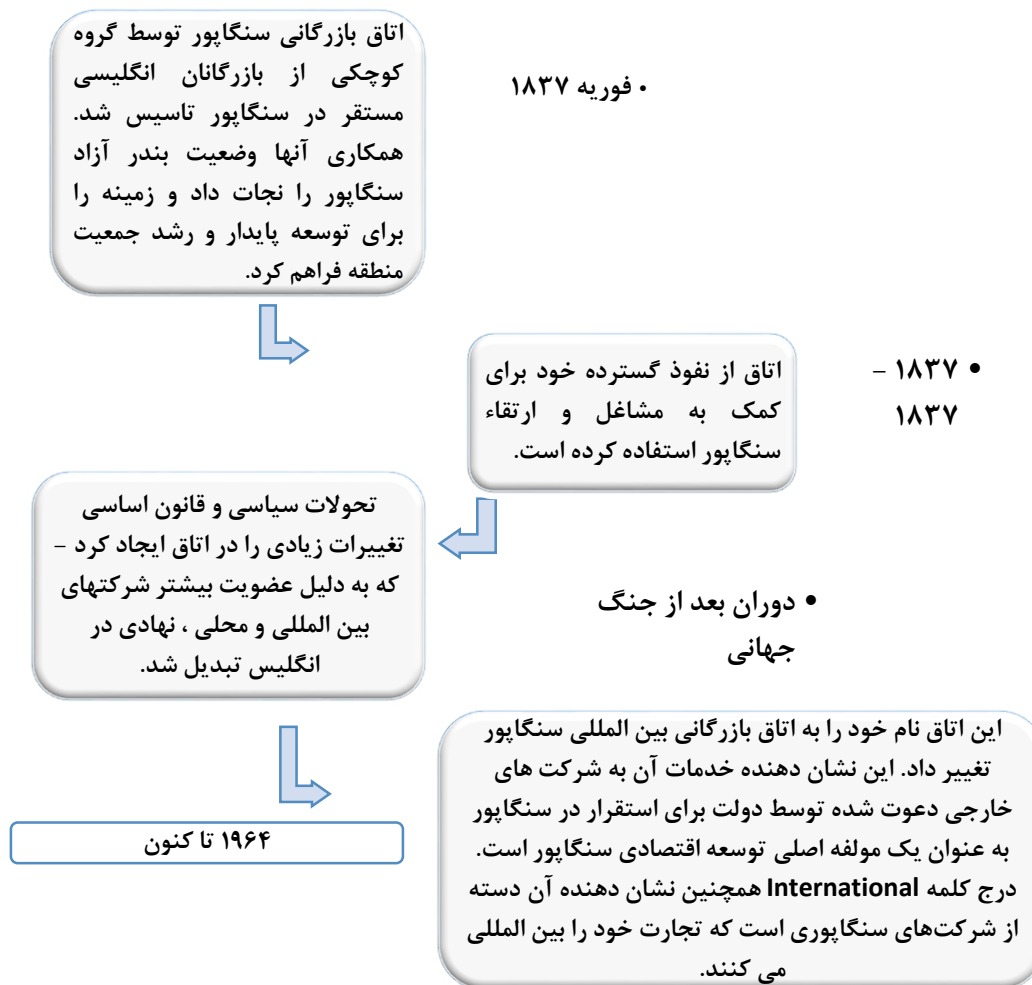 اتاق بازرگانی سنگاپور توسط گروه
کوچکی از بازرگانان انگلیسی
مستقر در سنگاپور تاسیس شد.
همکاری آنها وضعیت بندر آزاد
سنگاپور را نجات داد و زمینه را
برای توسعه پایدار و رشد جمعیت
منطقه فراهم کرد.
• فوریه ۱۸۳۷
• ۱۸۳۷ –
۱۸۳۷
اتاق از نفوذ گسترده خود برای
کمک به مشاغل و ارتقاء
سنگاپور استفاده کرده است.
تحولات سیاسی و قانون اساسی
تغییرات زیادی را در اتاق ایجاد کرد –
که به دلیل عضویت بیشتر شرکتهای
بین المللی و محلی ، نهادی در
انگلیس تبدیل شد.
• دوران بعد از جنگ
جهانی
این اتاق نام خود را به اتاق بازرگانی بین المللی سنگاپور
تغییر داد. این نشان دهنده خدمات آن به شرکت های
خارجی دعوت شده توسط دولت برای استقرار در سنگاپور
به عنوان یک مولفه اصلی توسعه اقتصادی سنگاپور است.
درج کلمه International همچنین نشان دهنده آن دسته
از شرکت‌های سنگاپوری است که تجارت خود را بین المللی
می کنند.
۱۹۶۴ تا کنون